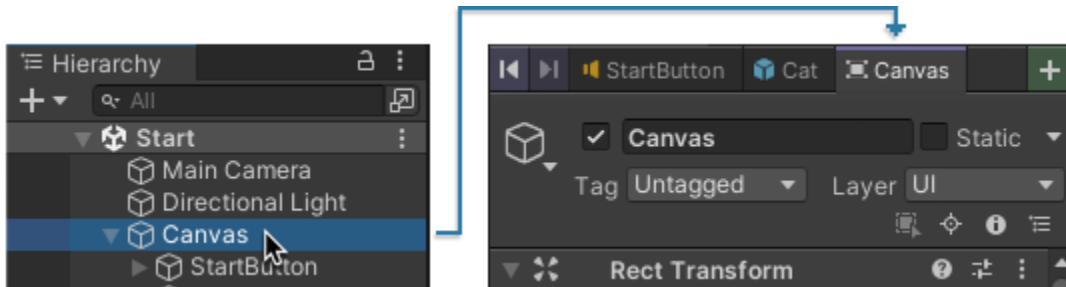 Hierarchy
All
Start
Main Camera
Directional Light
Canvas
StartButton
StartButton Cat Canvas
Canvas Static
Tag Untagged Layer UI
Rect Transform